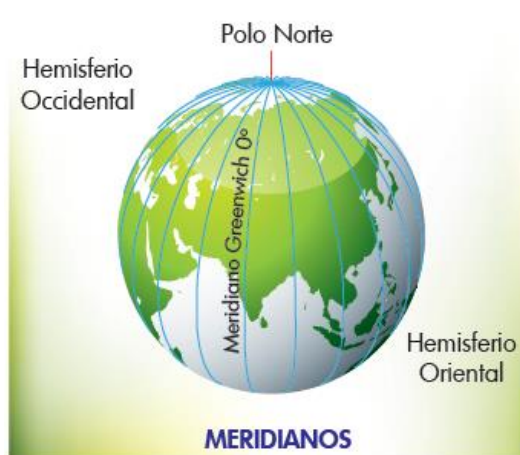 Polo Norte
Hemisferio
Occidental
Meridiano Greenwich 0º
Hemisferio
Oriental
MERIDIANOS